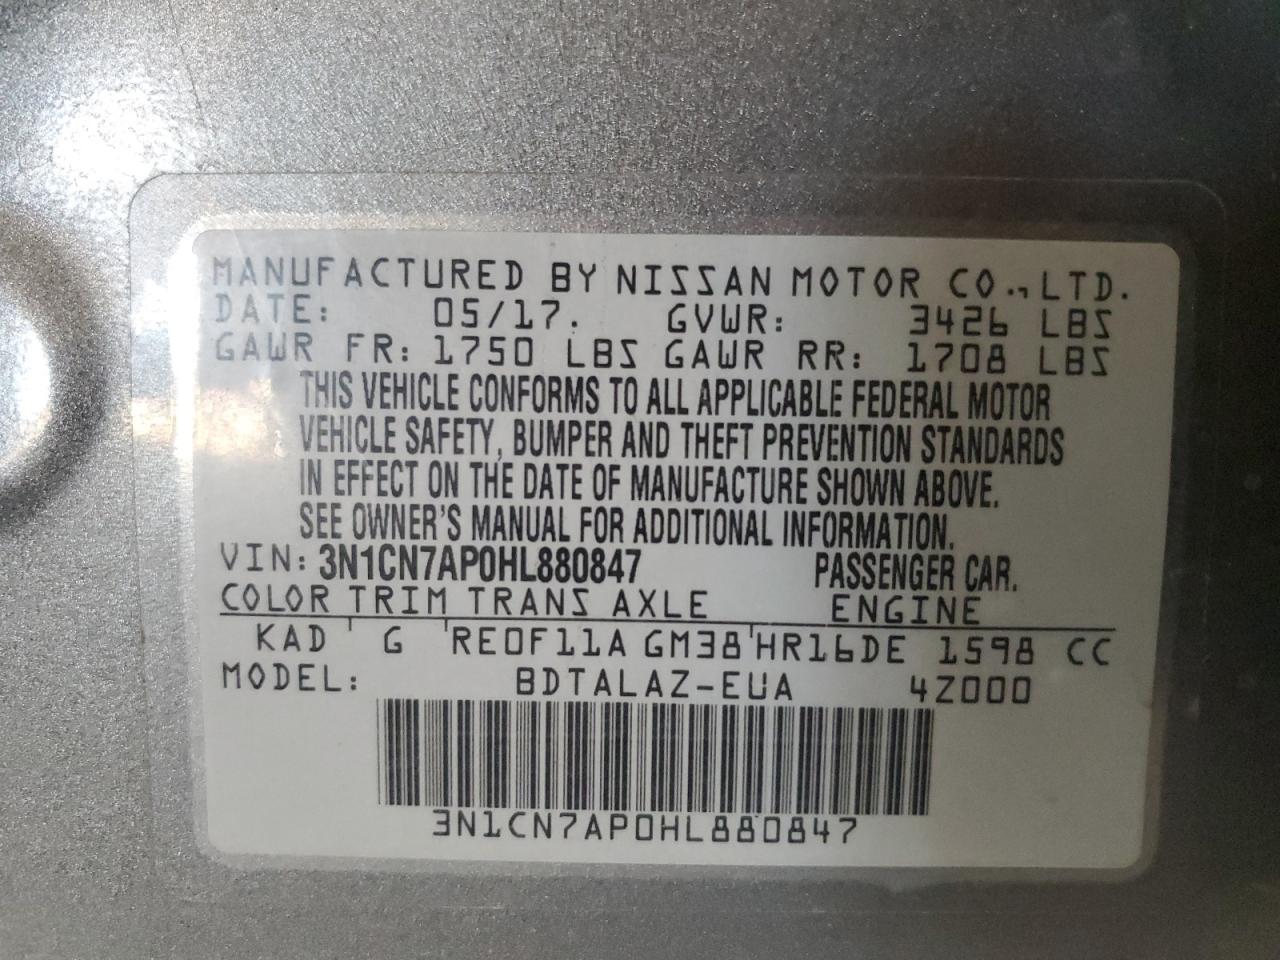 MANUFACTURED BY NISSAN MOTOR CO., LTD.
DATE: 05/17. GVWR: 3426 LBS
GAWR FR: 1750 LBS GAWR RR: 1708 LBS
THIS VEHICLE CONFORMS TO ALL APPLICABLE FEDERAL MOTOR
VEHICLE SAFETY, BUMPER AND THEFT PREVENTION STANDARDS
IN EFFECT ON THE DATE OF MANUFACTURE SHOWN ABOVE.
SEE OWNER'S MANUAL FOR ADDITIONAL INFORMATION.
VIN: 3N1CN7AP0HL880847 PASSENGER CAR.
COLOR TRIM TRANS AXLE ENGINE
KAD G RE0F11A GM38 HR16DE 1598 CC
MODEL: BDTALAZ-EUA 4Z000
3N1CN7AP0HL880847